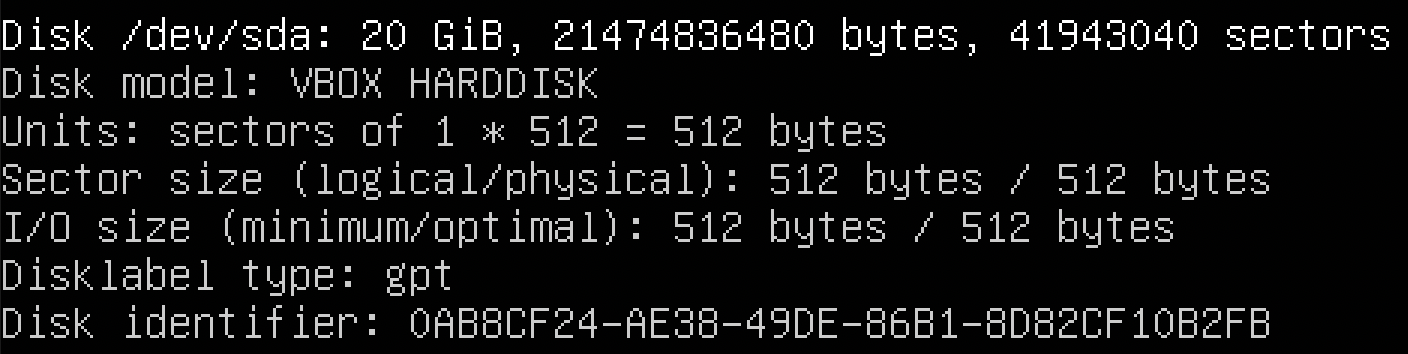 Disk /dev/sda: 20 GiB, 21474836480 bytes, 41943040 sectors
Disk model: VBOX HARDDISK
Units: sectors of 1 * 512 = 512 bytes
Sector size (logical/physical): 512 bytes / 512 bytes
I/O size (minimum/optimal): 512 bytes / 512 bytes
Disklabel type: gpt
Disk identifier: 0AB8CF24-AE38-49DE-86B1-8D82CF10B2FB